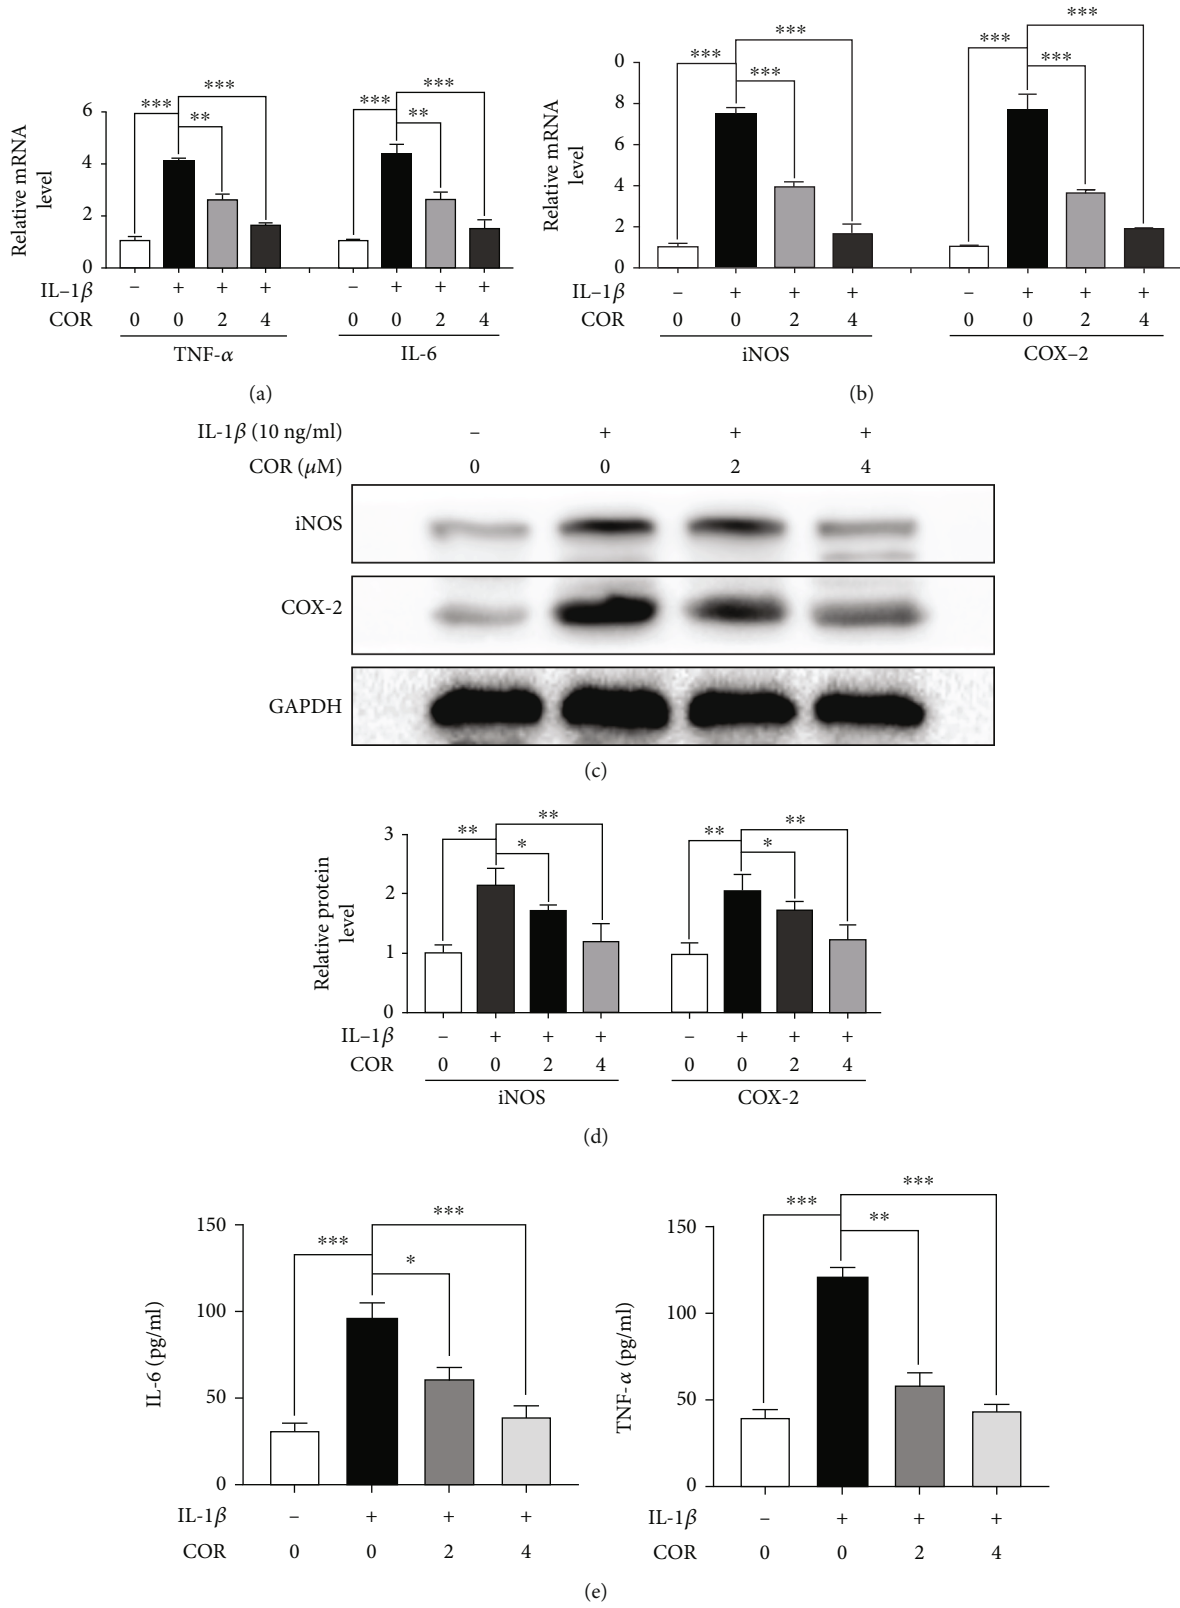 *** *** **
*** *** **
Relative mRNA
level
6
4
2
0
IL–1β – + + + – + + +
COR 0 0 2 4 0 0 2 4
TNF-α IL-6
(a)
*** *** ***
*** *** ***
Relative mRNA
level
0
8
6
4
2
0
IL–1β – + + + – + + +
COR 0 0 2 4 0 0 2 4
iNOS COX–2
(b)
IL-1β (10 ng/ml) – + + +
COR (μM) 0 0 2 4
iNOS
COX-2
GAPDH
(c)
** ** *
** ** *
Relative protein
level
3
2
1
0
IL–1β – + + + – + + +
COR 0 0 2 4 0 0 2 4
iNOS COX-2
(d)
*** *** *
IL-6 (pg/ml)
150
100
50
0
IL-1β – + + +
COR 0 0 2 4
*** *** **
TNF-α (pg/ml)
150
100
50
0
IL-1β – + + +
COR 0 0 2 4
(e)